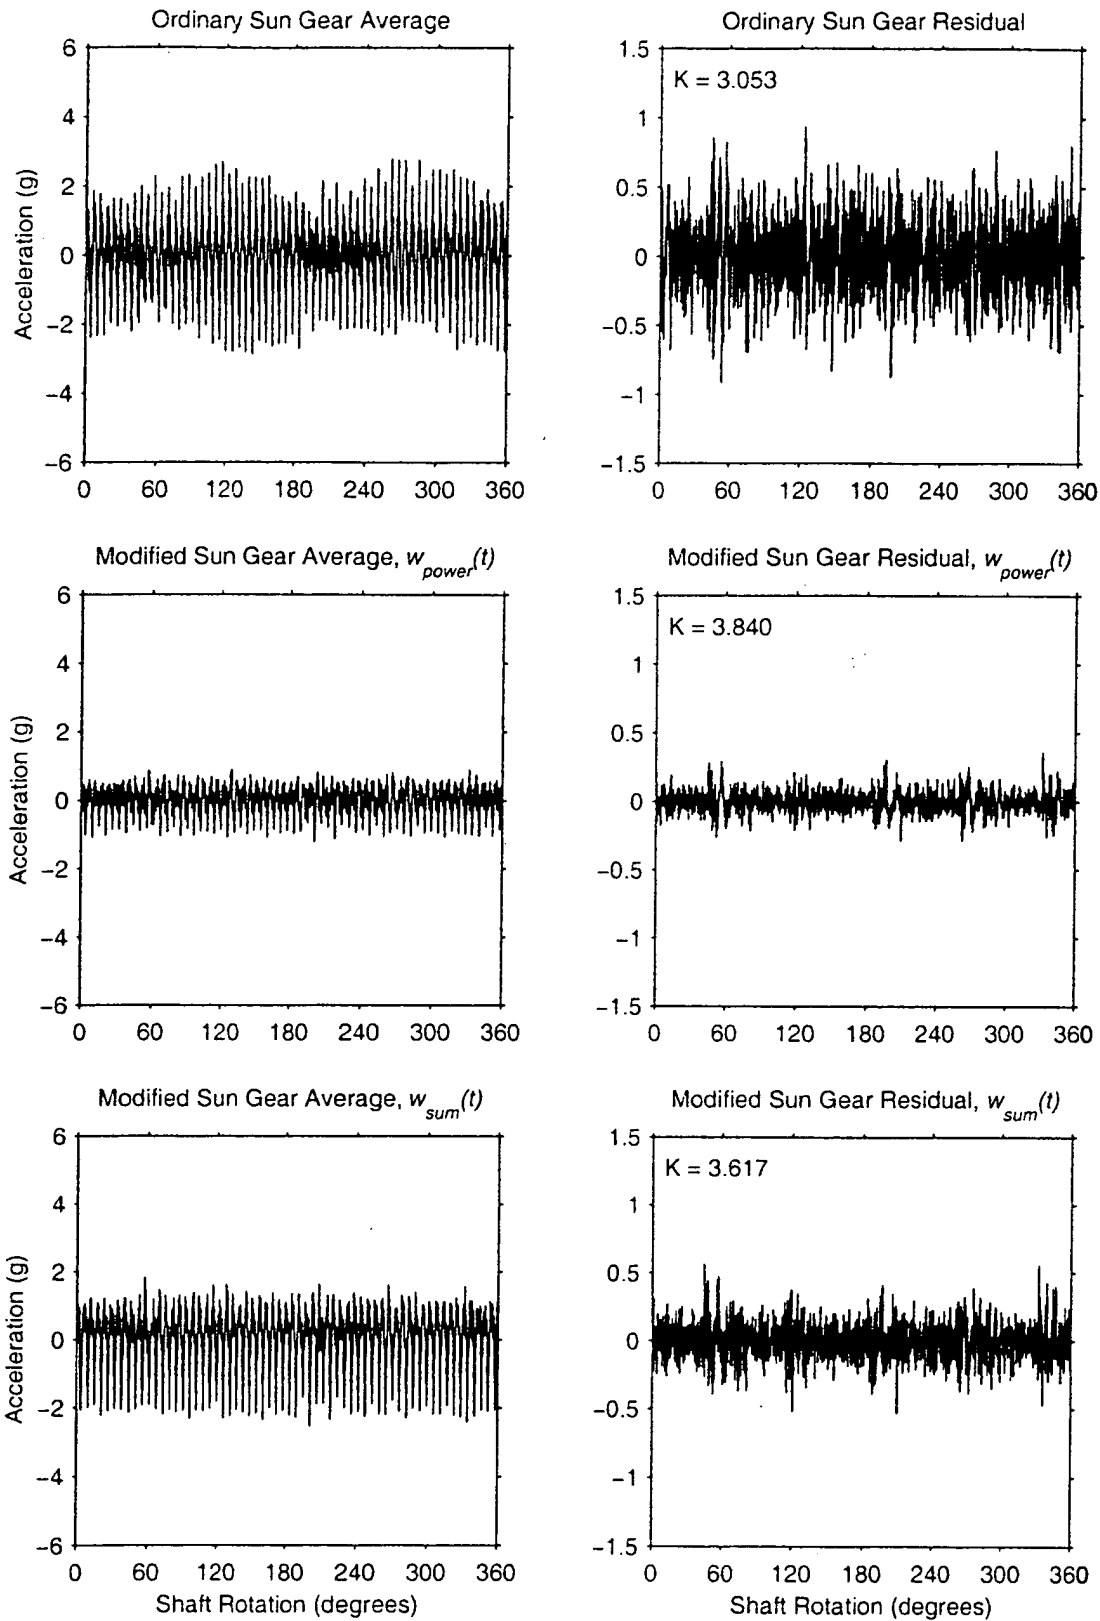 Ordinary Sun Gear Average
6
4
2
0
−2
−4
−6
Acceleration (g)
0 60 120 180 240 300 360
Ordinary Sun Gear Residual
K = 3.053
1.5
1
0.5
0
−0.5
−1
−1.5
0 60 120 180 240 300 360
Modified Sun Gear Average, w_power(t)
6
4
2
0
−2
−4
−6
Acceleration (g)
0 60 120 180 240 300 360
Modified Sun Gear Residual, w_power(t)
K = 3.840
1.5
1
0.5
0
−0.5
−1
−1.5
0 60 120 180 240 300 360
Modified Sun Gear Average, w_sum(t)
6
4
2
0
−2
−4
−6
Acceleration (g)
0 60 120 180 240 300 360
Shaft Rotation (degrees)
Modified Sun Gear Residual, w_sum(t)
K = 3.617
1.5
1
0.5
0
−0.5
−1
−1.5
0 60 120 180 240 300 360
Shaft Rotation (degrees)